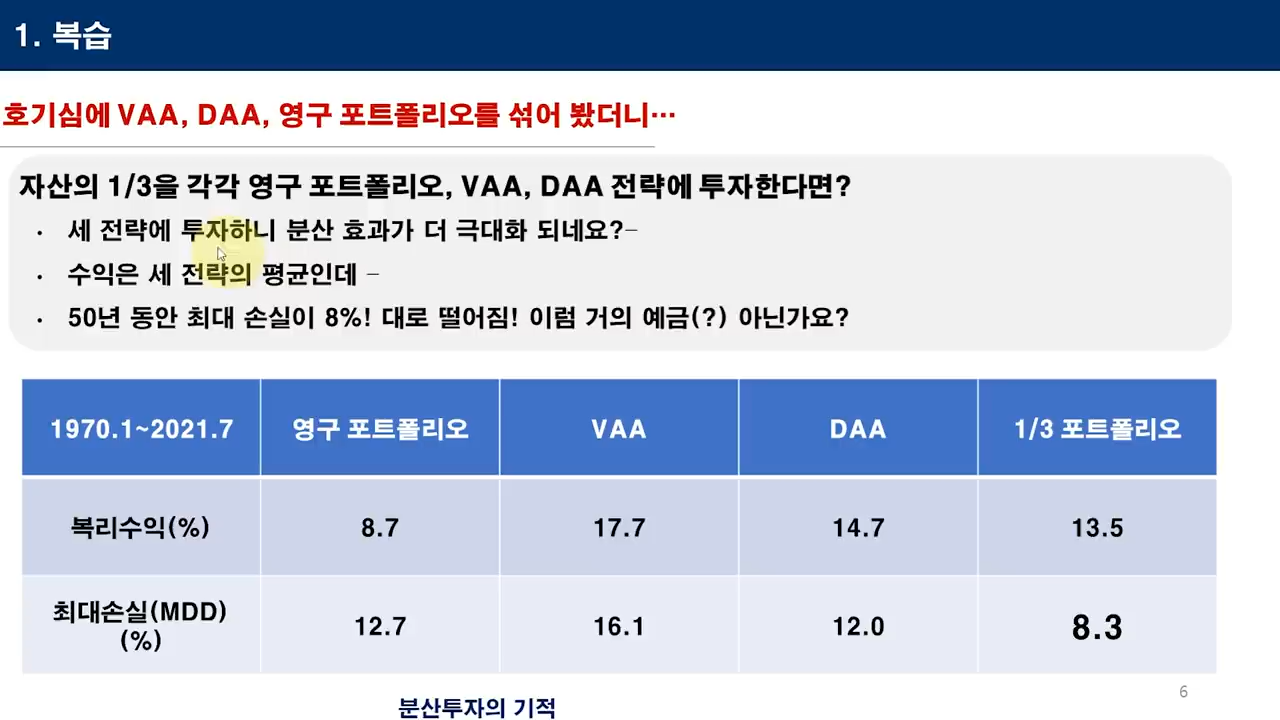 1. 복습
호기심에 VAA, DAA, 영구 포트폴리오를 섞어 봤더니…
자산의 1/3을 각각 영구 포트폴리오, VAA, DAA 전략에 투자한다면?
• 세 전략에 투자하니 분산 효과가 더 극대화 되네요?–
• 수익은 세 전략의 평균인데 –
• 50년 동안 최대 손실이 8%! 대로 떨어짐! 이럼 거의 예금(?) 아닌가요?
1970.1~2021.7 영구 포트폴리오 VAA DAA 1/3 포트폴리오
복리수익(%) 8.7 17.7 14.7 13.5
최대손실(MDD)
(%) 12.7 16.1 12.0 8.3
분산투자의 기적
6